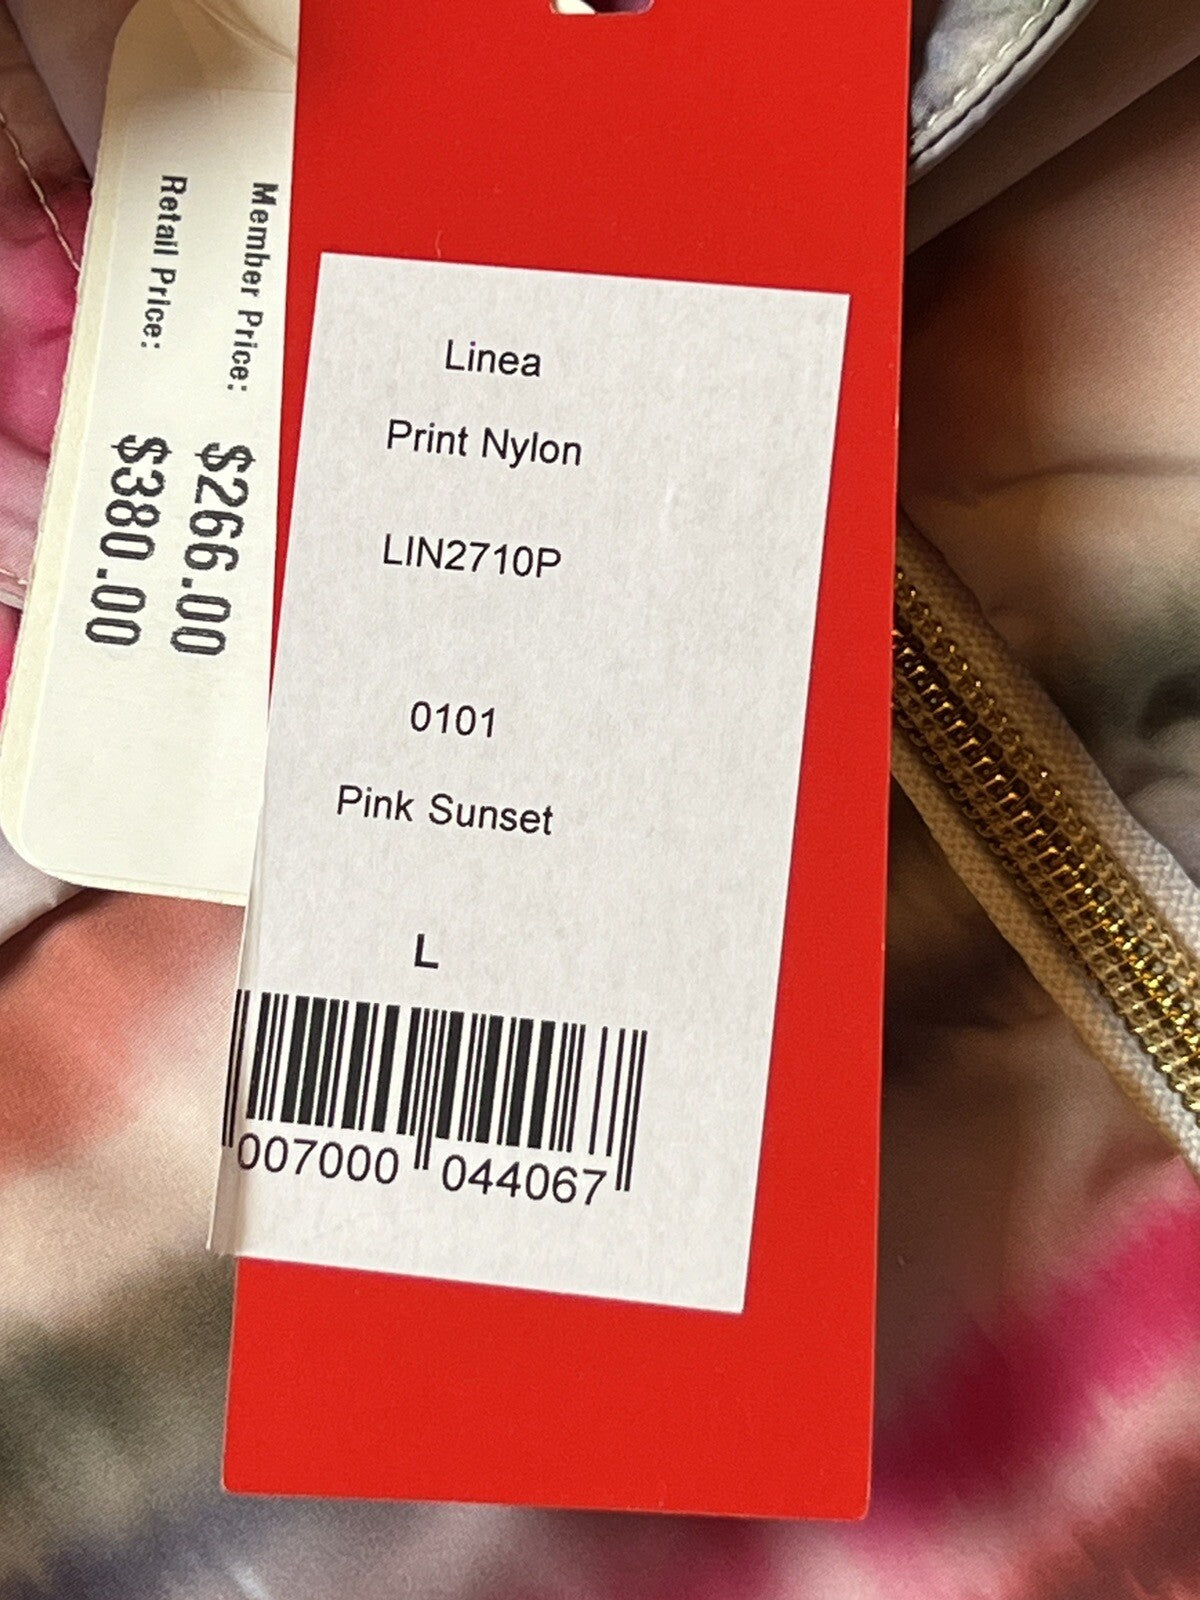 Member Price: $266.00
Retail Price: $380.00
Linea
Print Nylon
LIN2710P
0101
Pink Sunset
L
007000 044067